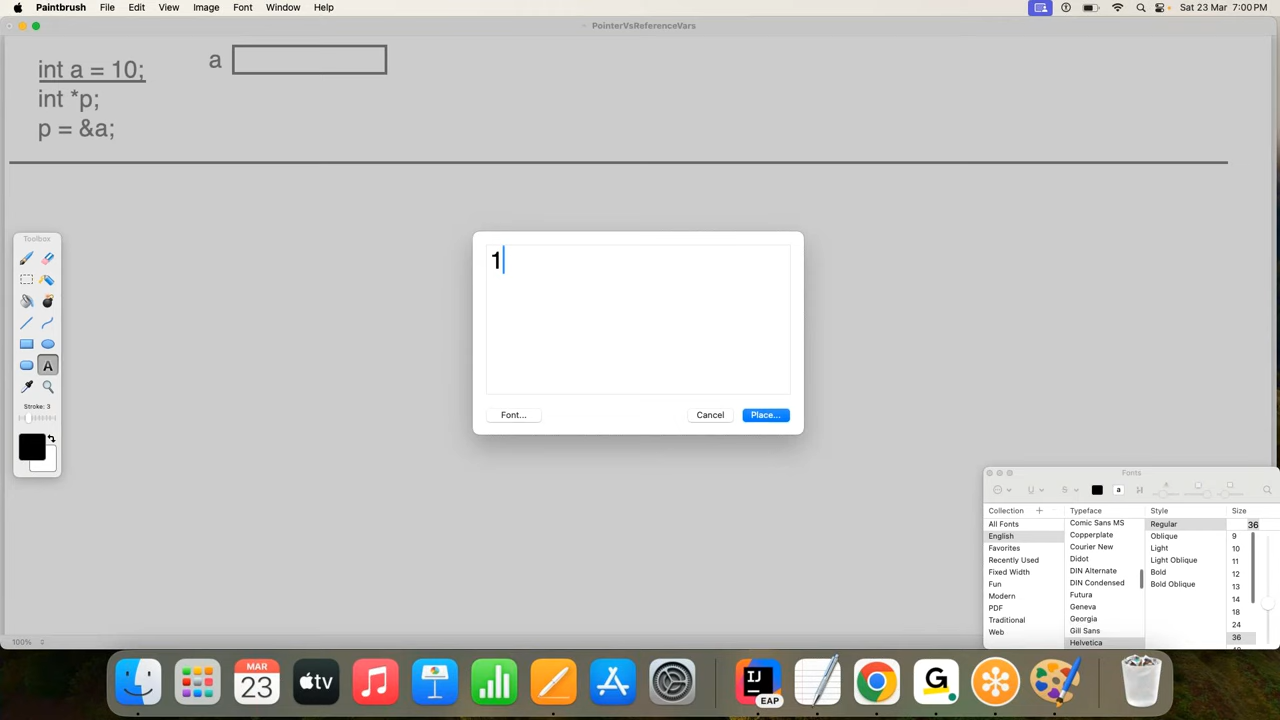 Paintbrush File Edit View Image Font Window Help Sat 23 Mar 7:00 PM
PointerVsReferenceVars
int a = 10;
int *p;
p = &a;
a
Toolbox
A
Stroke: 3
1
Font...
Cancel
Place...
Fonts
Collection Typeface Style Size
All Fonts
English
Favorites
Recently Used
Fixed Width
Fun
Modern
PDF
Traditional
Web
Comic Sans MS
Copperplate
Courier New
Didot
DIN Alternate
DIN Condensed
Futura
Geneva
Georgia
Gill Sans
Helvetica
Regular
Oblique
Light
Light Oblique
Bold
Bold Oblique
36
9
10
11
12
13
14
18
24
36
100%
MAR
23
tv
IJ
EAP
G